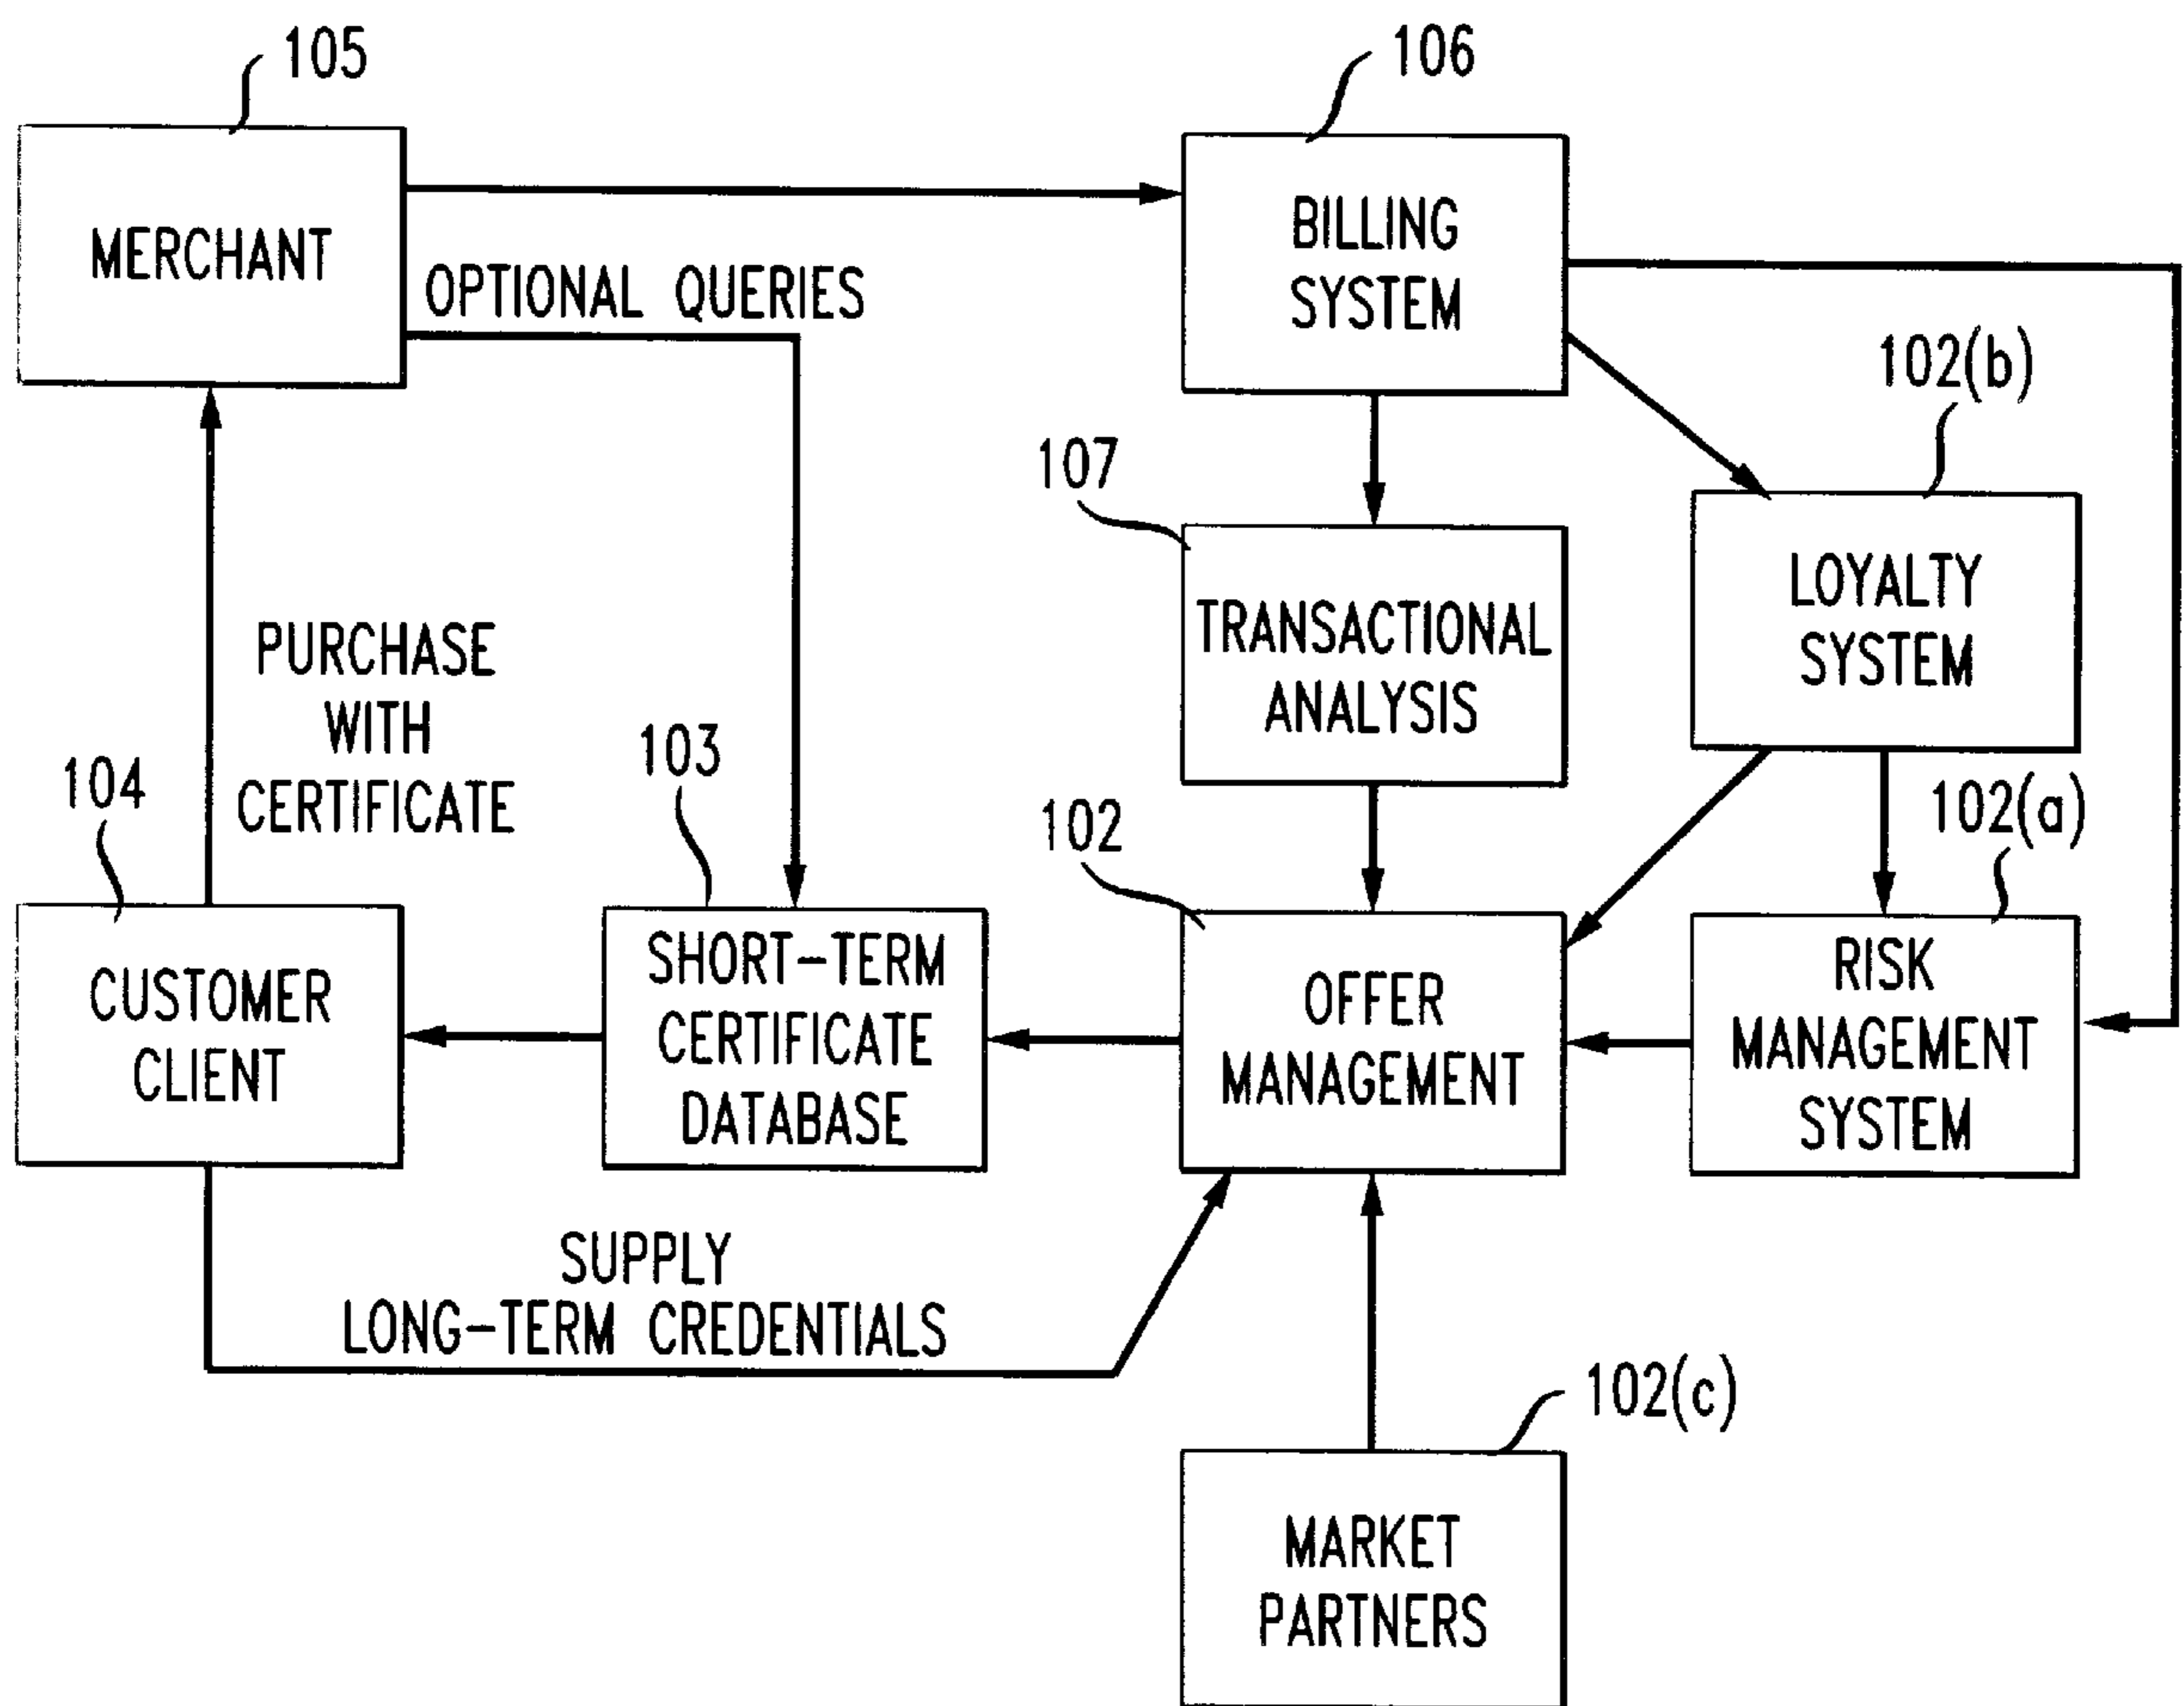 105
106
MERCHANT
OPTIONAL QUERIES
BILLING
SYSTEM
102(b)
107
LOYALTY
SYSTEM
TRANSACTIONAL
ANALYSIS
PURCHASE
WITH
CERTIFICATE
104
103
102
102(a)
CUSTOMER
CLIENT
SHORT-TERM
CERTIFICATE
DATABASE
OFFER
MANAGEMENT
RISK
MANAGEMENT
SYSTEM
SUPPLY
LONG-TERM CREDENTIALS
102(c)
MARKET
PARTNERS